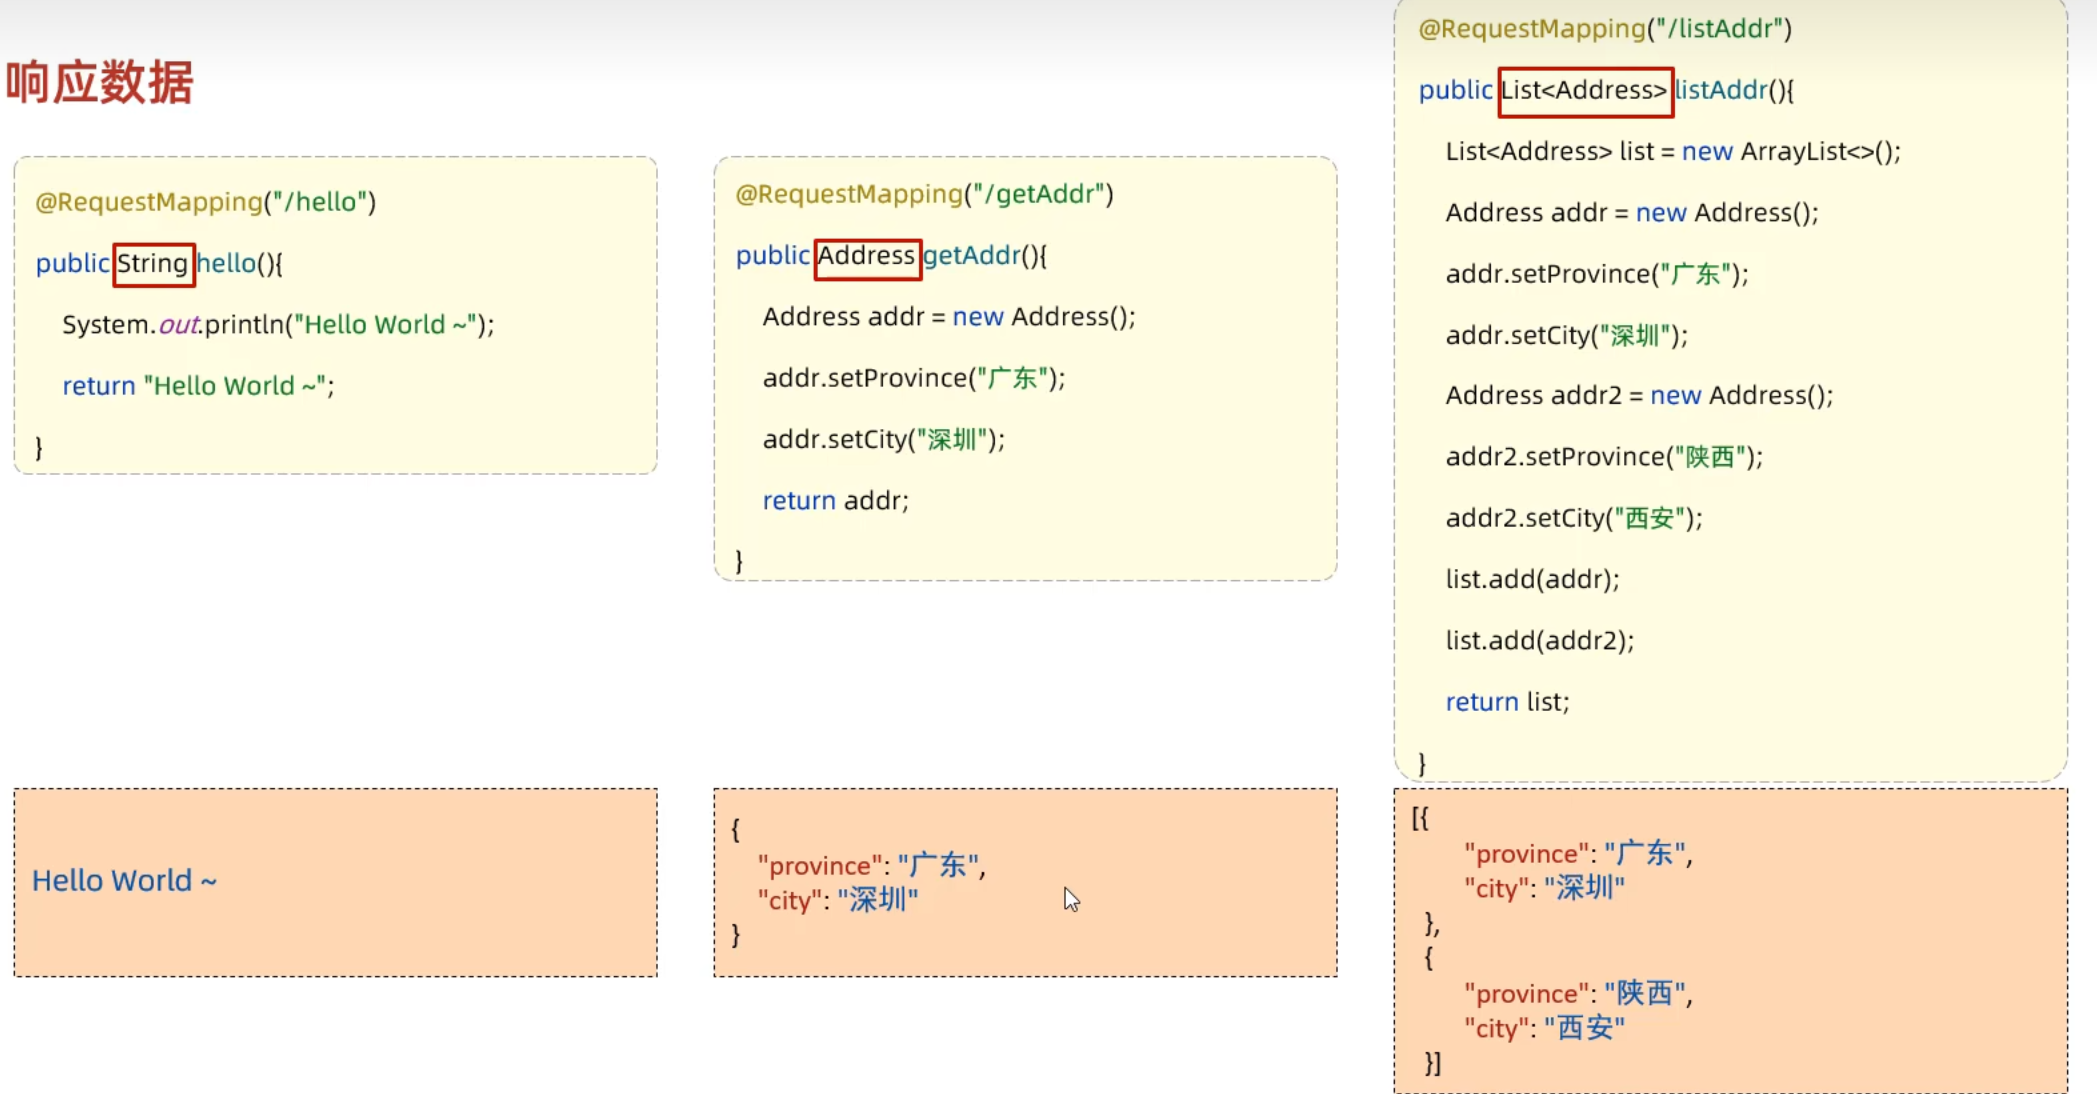 响应数据
@RequestMapping("/hello")
public String hello(){
System.out.println("Hello World ~");
return "Hello World ~";
}
Hello World ~
@RequestMapping("/getAddr")
public Address getAddr(){
Address addr = new Address();
addr.setProvince("广东");
addr.setCity("深圳");
return addr;
}
{
"province": "广东",
"city": "深圳"
}
@RequestMapping("/listAddr")
public List<Address> listAddr(){
List<Address> list = new ArrayList<>();
Address addr = new Address();
addr.setProvince("广东");
addr.setCity("深圳");
Address addr2 = new Address();
addr2.setProvince("陕西");
addr2.setCity("西安");
list.add(addr);
list.add(addr2);
return list;
}
[{
"province": "广东",
"city": "深圳"
},
{
"province": "陕西",
"city": "西安"
}]